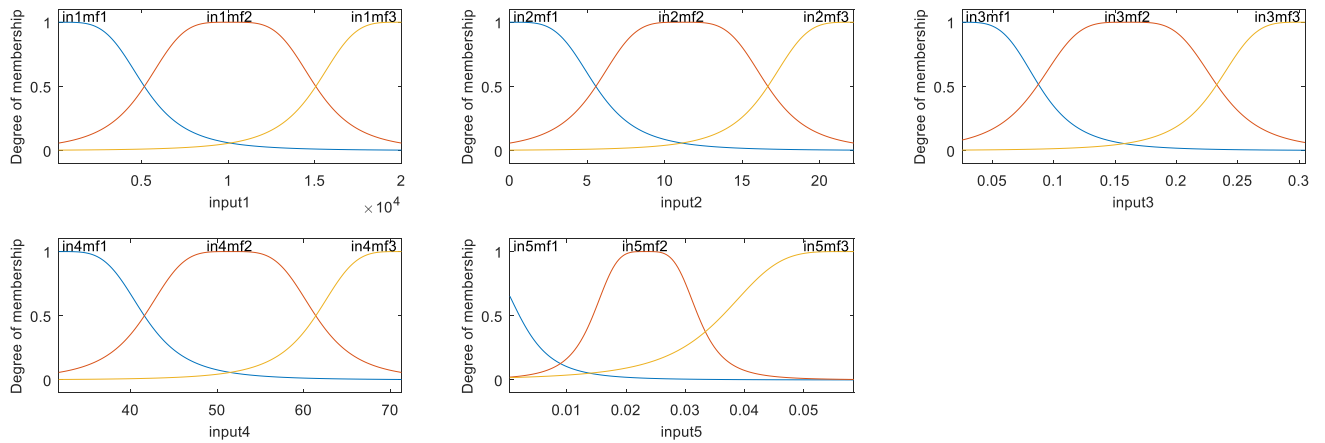 in1mf1 in1mf2 in1mf3
Degree of membership
1
0.5
0
0.5 1 1.5 2
input1
×10^4
in2mf1 in2mf2 in2mf3
Degree of membership
1
0.5
0
0 5 10 15 20
input2
in3mf1 in3mf2 in3mf3
Degree of membership
1
0.5
0
0.05 0.1 0.15 0.2 0.25 0.3
input3
in4mf1 in4mf2 in4mf3
Degree of membership
1
0.5
0
40 50 60 70
input4
in5mf1 in5mf2 in5mf3
Degree of membership
1
0.5
0
0.01 0.02 0.03 0.04 0.05
input5